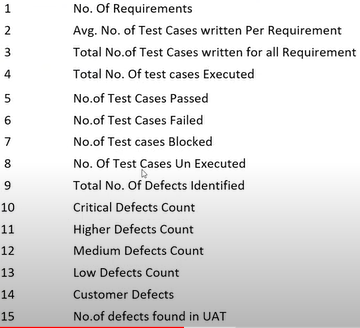 1 No. Of Requirements
2 Avg. No. of Test Cases written Per Requirement
3 Total No.of Test Cases written for all Requirement
4 Total No. Of test cases Executed
5 No.of Test Cases Passed
6 No.of Test Cases Failed
7 No.of Test cases Blocked
8 No. Of Test Cases Un Executed
9 Total No. Of Defects Identified
10 Critical Defects Count
11 Higher Defects Count
12 Medium Defects Count
13 Low Defects Count
14 Customer Defects
15 No.of defects found in UAT